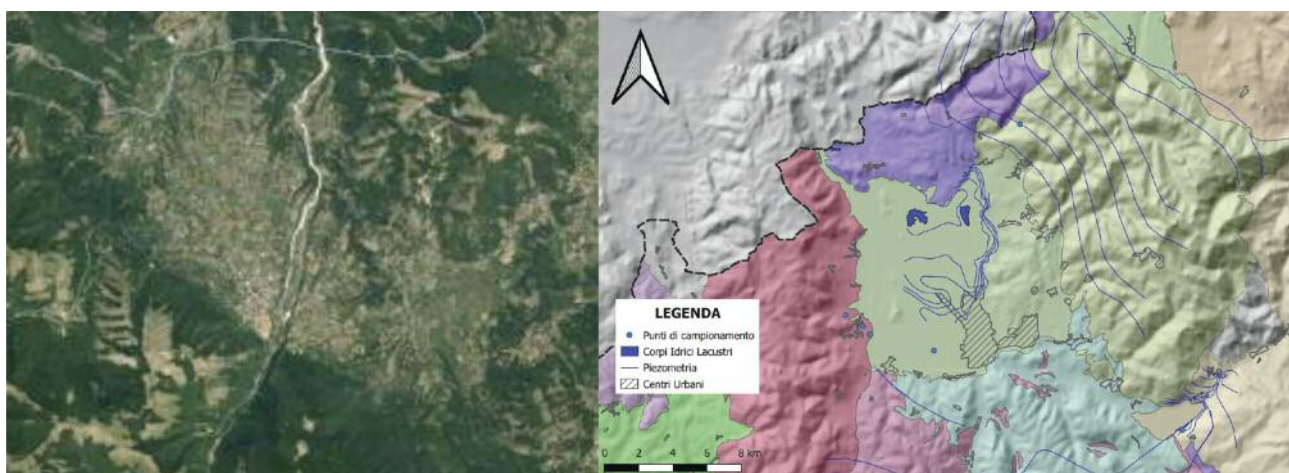 LEGENDA
Punti di campionamento
Corpi Idrici Lacustri
Piezometria
Centri Urbani
0 2 4 6 8 km